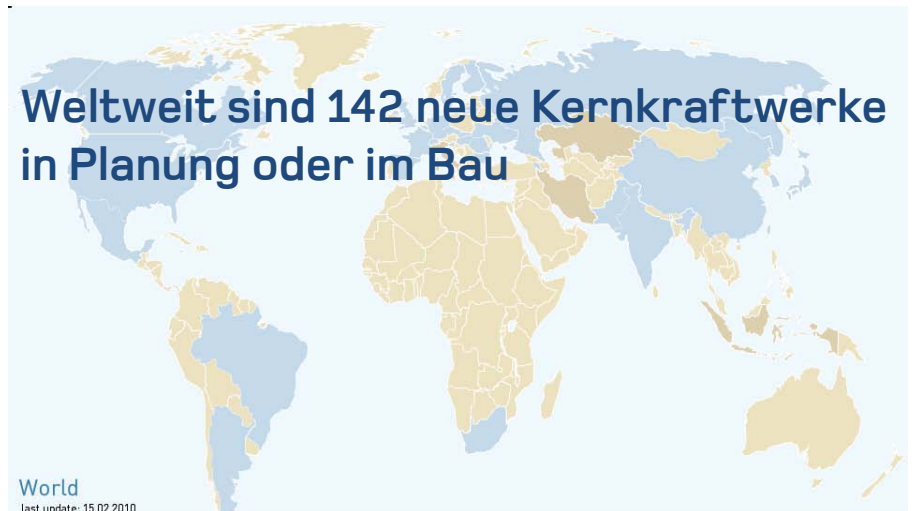 Weltweit sind 142 neue Kernkraftwerke
in Planung oder im Bau
World
last update: 15.02.2010